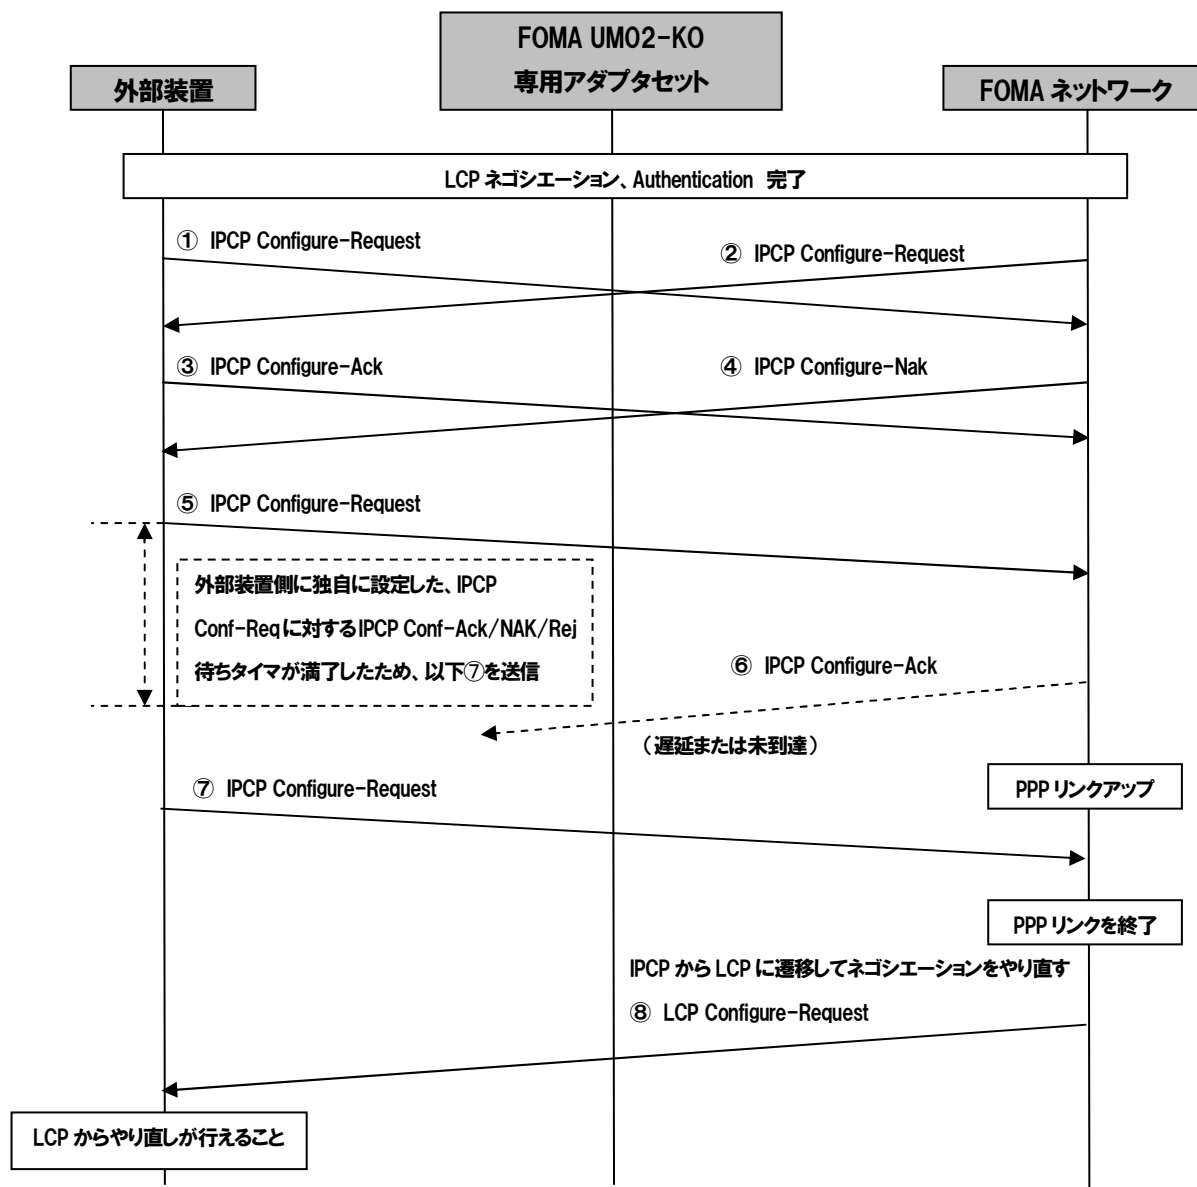 FOMA UM02-KO
専用アダプタセット
外部装置
FOMA ネットワーク
LCP ネゴシエーション、Authentication 完了
① IPCP Configure-Request
② IPCP Configure-Request
③ IPCP Configure-Ack
④ IPCP Configure-Nak
⑤ IPCP Configure-Request
外部装置側に独自に設定した、IPCP
Conf-Req に対する IPCP Conf-Ack/NAK/Rej
待ちタイマが満了したため、以下⑦を送信
⑥ IPCP Configure-Ack
（遅延または未到達）
⑦ IPCP Configure-Request
PPP リンクアップ
PPP リンクを終了
IPCP から LCP に遷移してネゴシエーションをやり直す
⑧ LCP Configure-Request
LCP からやり直しが行えること